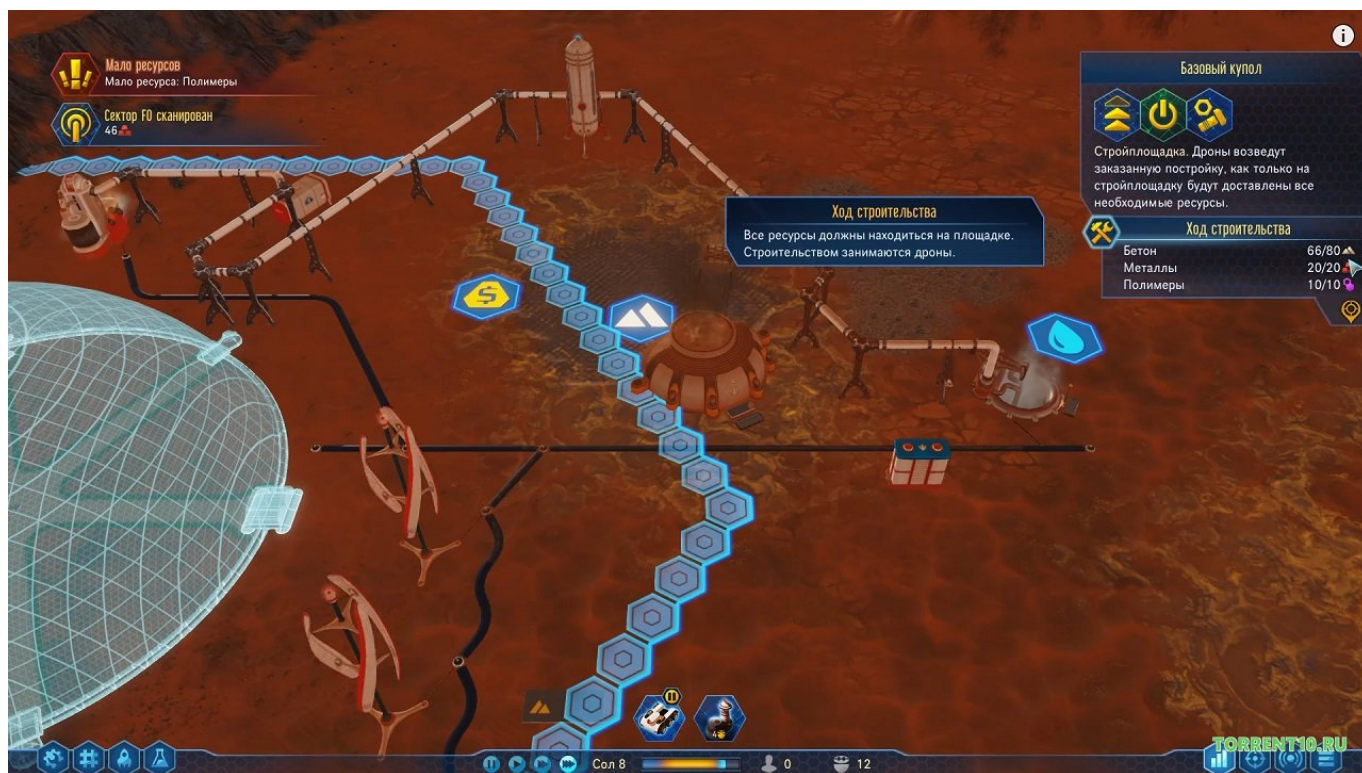 Мало ресурсов
Мало ресурса: Полимеры
Сектор F0 сканирован
46
Базовый купол
Стройплощадка. Дроны возведут
заказанную постройку, как только на
стройплощадку будут доставлены все
необходимые ресурсы.
Ход строительства
Бетон 66/80
Металлы 20/20
Полимеры 10/10
Ход строительства
Все ресурсы должны находиться на площадке.
Строительством занимаются дроны.
$
4
Сол 8
0
12
TORRENT10.RU